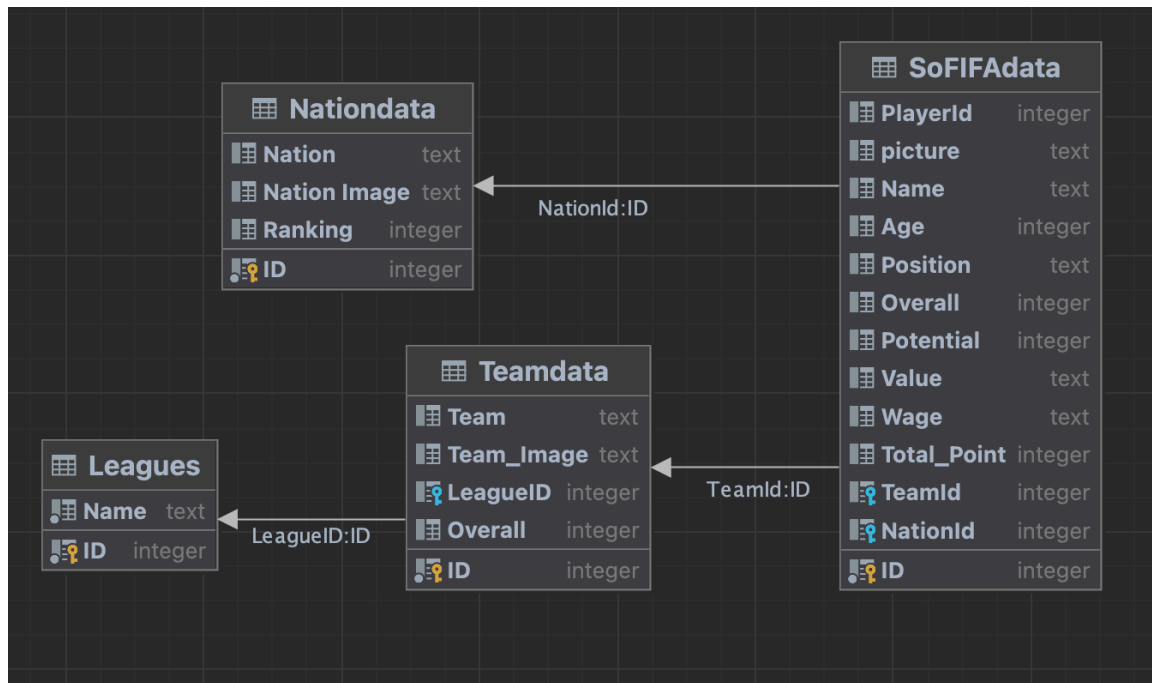 Nationdata
Nation text
Nation Image text
Ranking integer
ID integer
NationId:ID
SoFIFAdata
PlayerId integer
picture text
Name text
Age integer
Position text
Overall integer
Potential integer
Value text
Wage text
Total_Point integer
TeamId integer
NationId integer
ID integer
Teamdata
Team text
Team_Image text
LeagueID integer
Overall integer
ID integer
TeamId:ID
Leagues
Name text
ID integer
LeagueID:ID